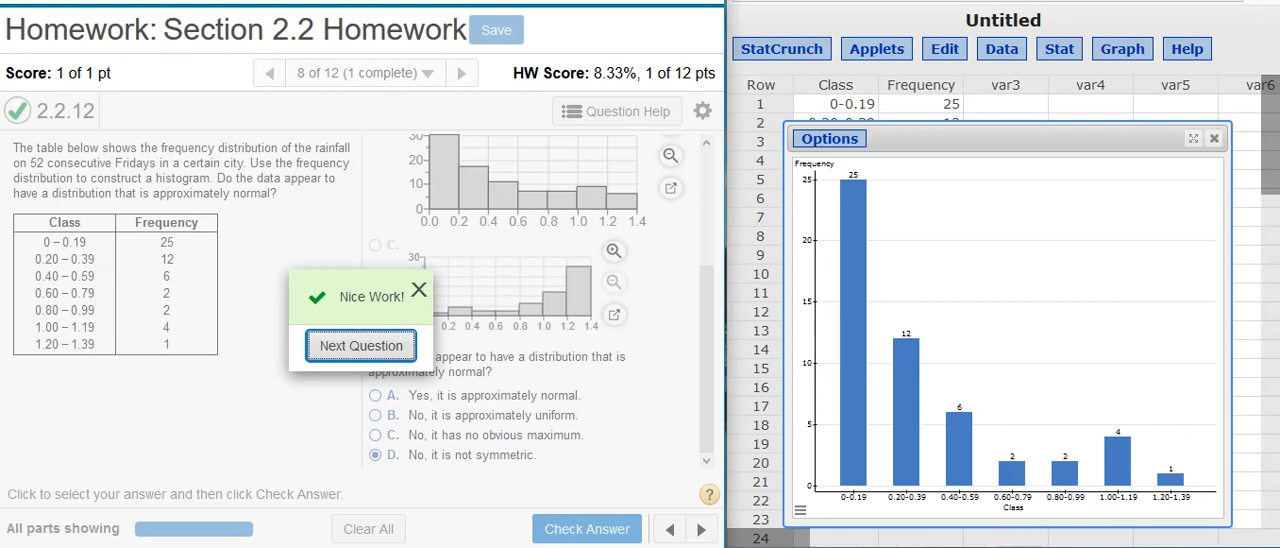 Homework: Section 2.2 Homework
Save
Score: 1 of 1 pt
8 of 12 (1 complete)
HW Score: 8.33%, 1 of 12 pts
2.2.12
Question Help
The table below shows the frequency distribution of the rainfall
on 52 consecutive Fridays in a certain city. Use the frequency
distribution to construct a histogram. Do the data appear to
have a distribution that is approximately normal?
Class Frequency
0 – 0.19 25
0.20 – 0.39 12
0.40 – 0.59 6
0.60 – 0.79 2
0.80 – 0.99 2
1.00 – 1.19 4
1.20 – 1.39 1
30
20
10
0
0.0 0.2 0.4 0.6 0.8 1.0 1.2 1.4
C.
30
0.2 0.4 0.6 0.8 1.0 1.2 1.4
Nice Work!
Next Question
appear to have a distribution that is
approximately normal?
A. Yes, it is approximately normal.
B. No, it is approximately uniform.
C. No, it has no obvious maximum.
D. No, it is not symmetric.
Click to select your answer and then click Check Answer.
?
All parts showing
Clear All
Check Answer
Untitled
StatCrunch Applets Edit Data Stat Graph Help
Row Class Frequency var3 var4 var5 var6
1 0-0.19 25
2
3
4
5
6
7
8
9
10
11
12
13
14
15
16
17
18
19
20
21
22
23
24
Options
Frequency
25
20
15
10
5
0
25
12
6
2
2
4
1
0-0.19 0.20-0.39 0.40-0.59 0.60-0.79 0.80-0.99 1.00-1.19 1.20-1.39
Class